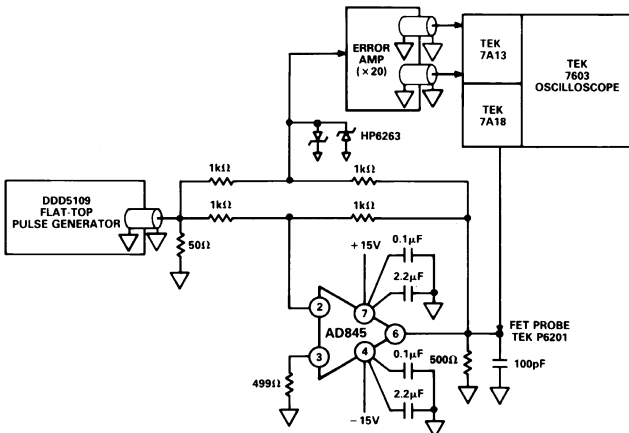 ERROR
AMP
(×20)
TEK
7A13
TEK
7603
OSCILLOSCOPE
TEK
7A18
HP6263
1kΩ
1kΩ
DDD5109
FLAT-TOP
PULSE GENERATOR
1kΩ
1kΩ
50Ω
+15V
0.1µF
2.2µF
2
7
AD845
6
FET PROBE
TEK P6201
3
4
0.1µF
500Ω
100pF
499Ω
2.2µF
−15V